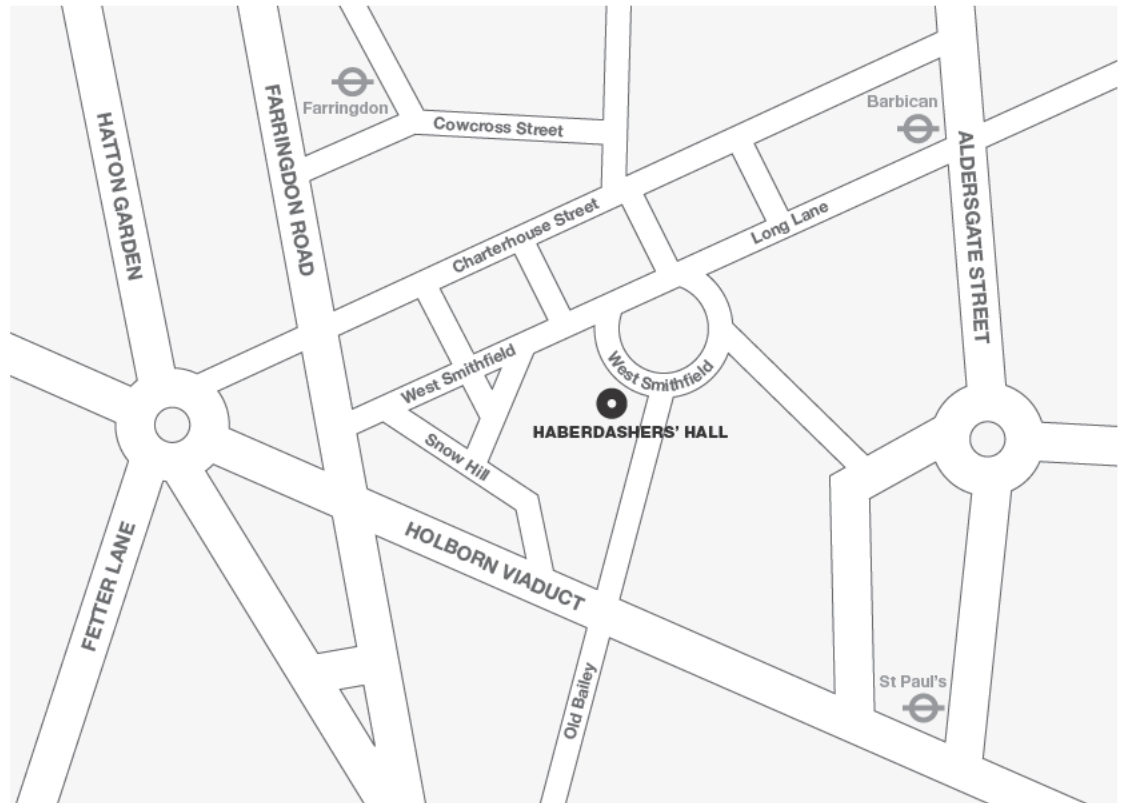 Farringdon
Barbican
Cowcross Street
HATTON GARDEN
FARRINGDON ROAD
ALDERSGATE STREET
Charterhouse Street
Long Lane
West Smithfield
West Smithfield
HABERDASHERS' HALL
Snow Hill
HOLBORN VIADUCT
FETTER LANE
Old Bailey
St Paul's